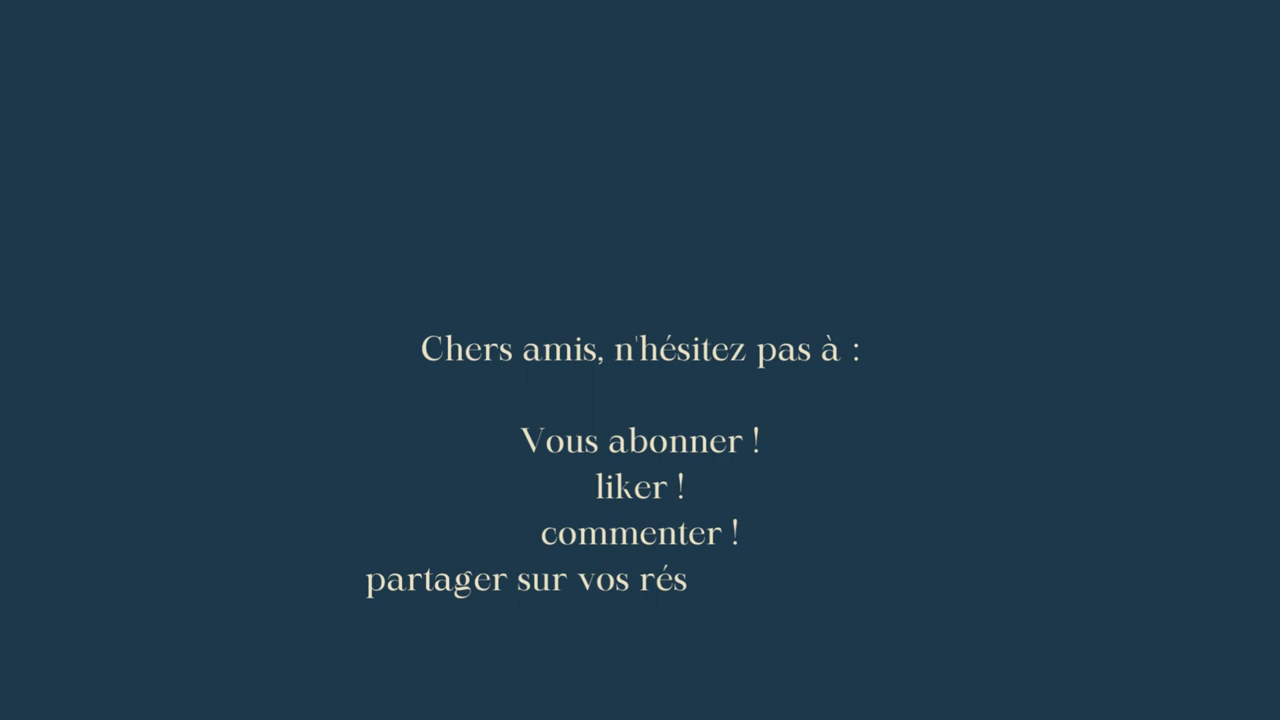 Chers amis, n'hésitez pas à :
Vous abonner !
liker !
commenter !
partager sur vos rés